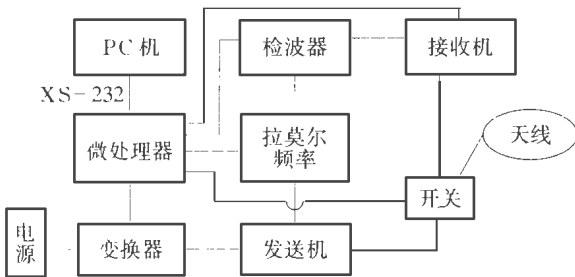 PC机
检波器
接收机
XS-232
微处理器
拉莫尔
频率
天线
开关
电
源
变换器
发送机